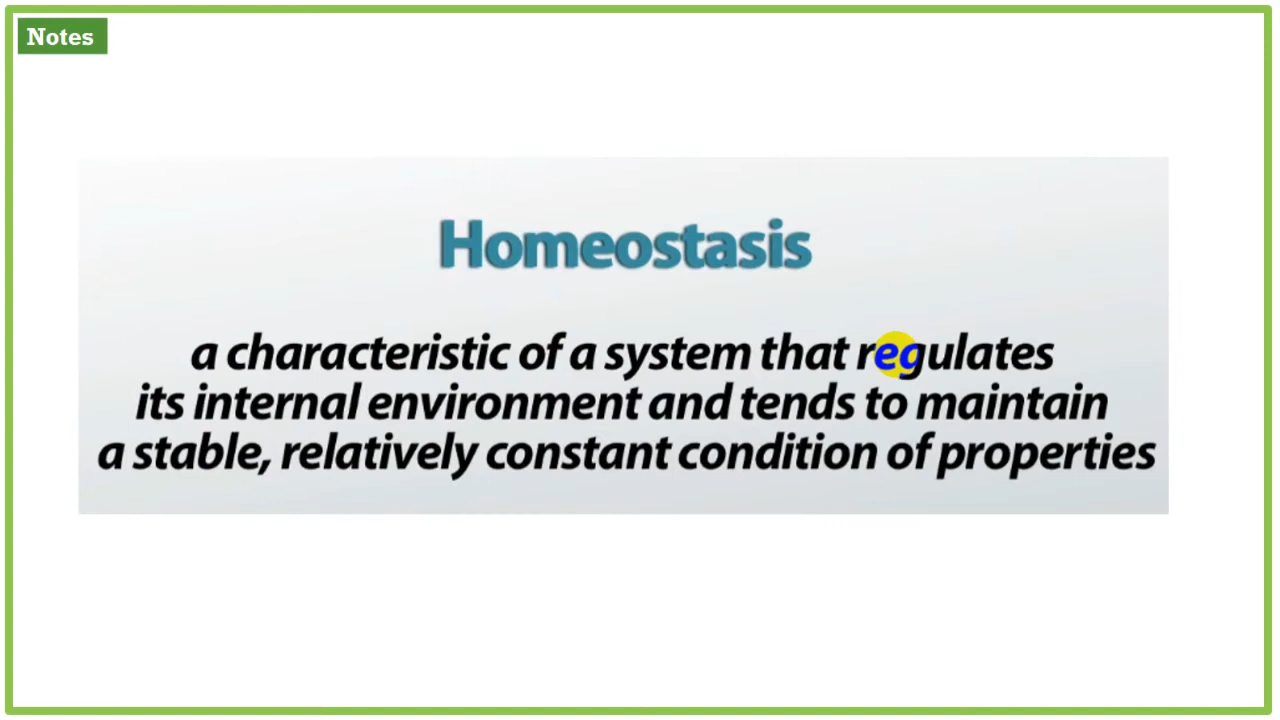 Notes
Homeostasis
a characteristic of a system that regulates
its internal environment and tends to maintain
a stable, relatively constant condition of properties